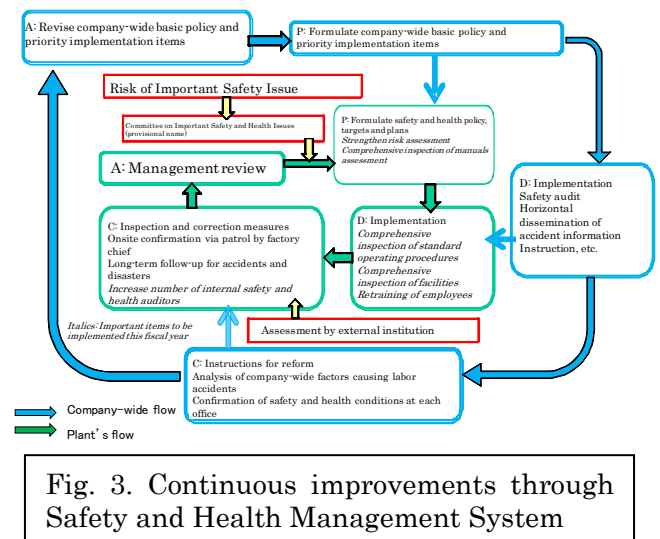 A: Revise company-wide basic policy and
priority implementation items
P: Formulate company-wide basic policy and
priority implementation items
Risk of Important Safety Issue
Committee on Important Safety and Health Issues
(provisional name)
P: Formulate safety and health policy,
targets and plans
Strengthen risk assessment
Comprehensive inspection of manuals
assessment
A: Management review
D: Implementation
Safety audit
Horizontal
dissemination of
accident information
Instruction, etc.
C: Inspection and correction measures
Onsite confirmation via patrol by factory
chief
Long-term follow-up for accidents and
disasters
Increase number of internal safety and
health auditors
D: Implementation
Comprehensive
inspection of standard
operating procedures
Comprehensive
inspection of facilities
Retraining of employees
Italics: Important items to be
implemented this fiscal year
Assessment by external institution
C: Instructions for reform
Analysis of company-wide factors causing labor
accidents
Confirmation of safety and health conditions at each
office
Company-wide flow
Plant's flow
Fig. 3. Continuous improvements through
Safety and Health Management System